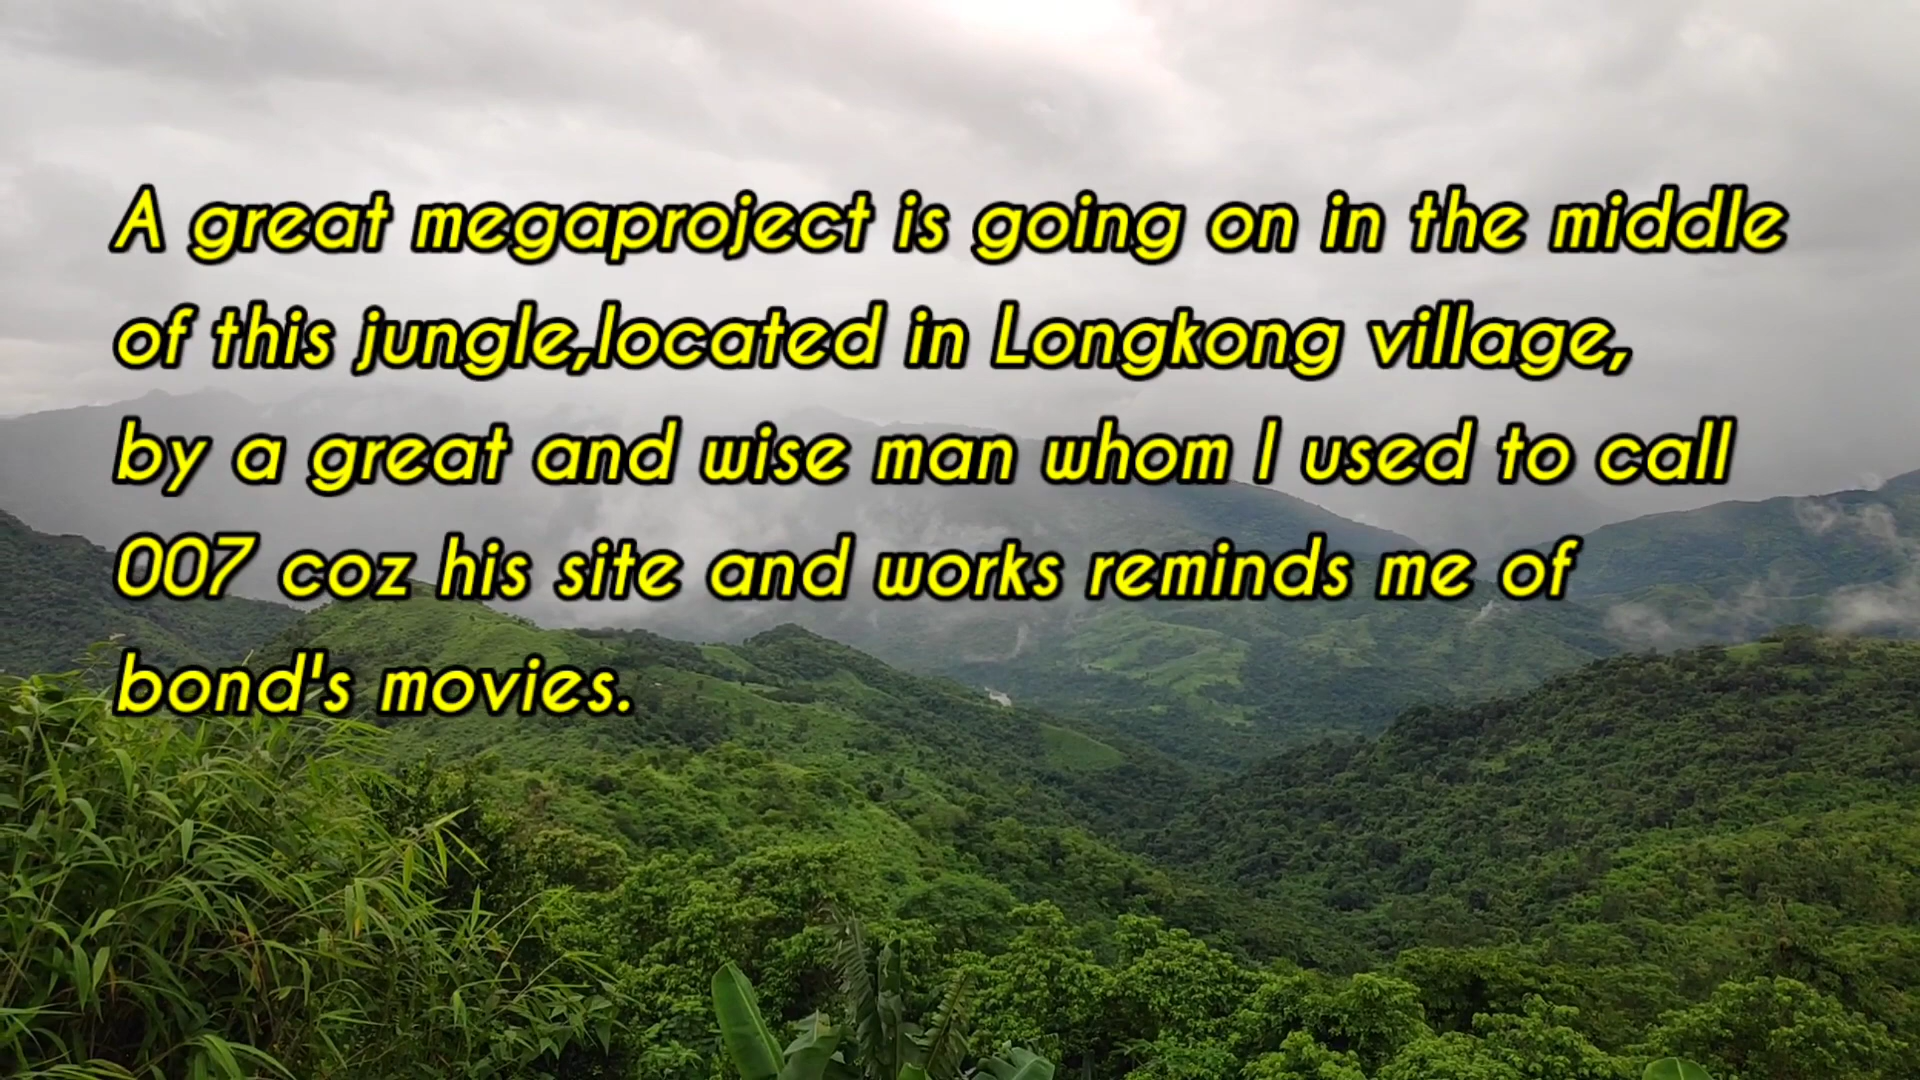 A great megaproject is going on in the middle
of this jungle,located in Longkong village,
by a great and wise man whom I used to call
007 coz his site and works reminds me of
bond's movies.